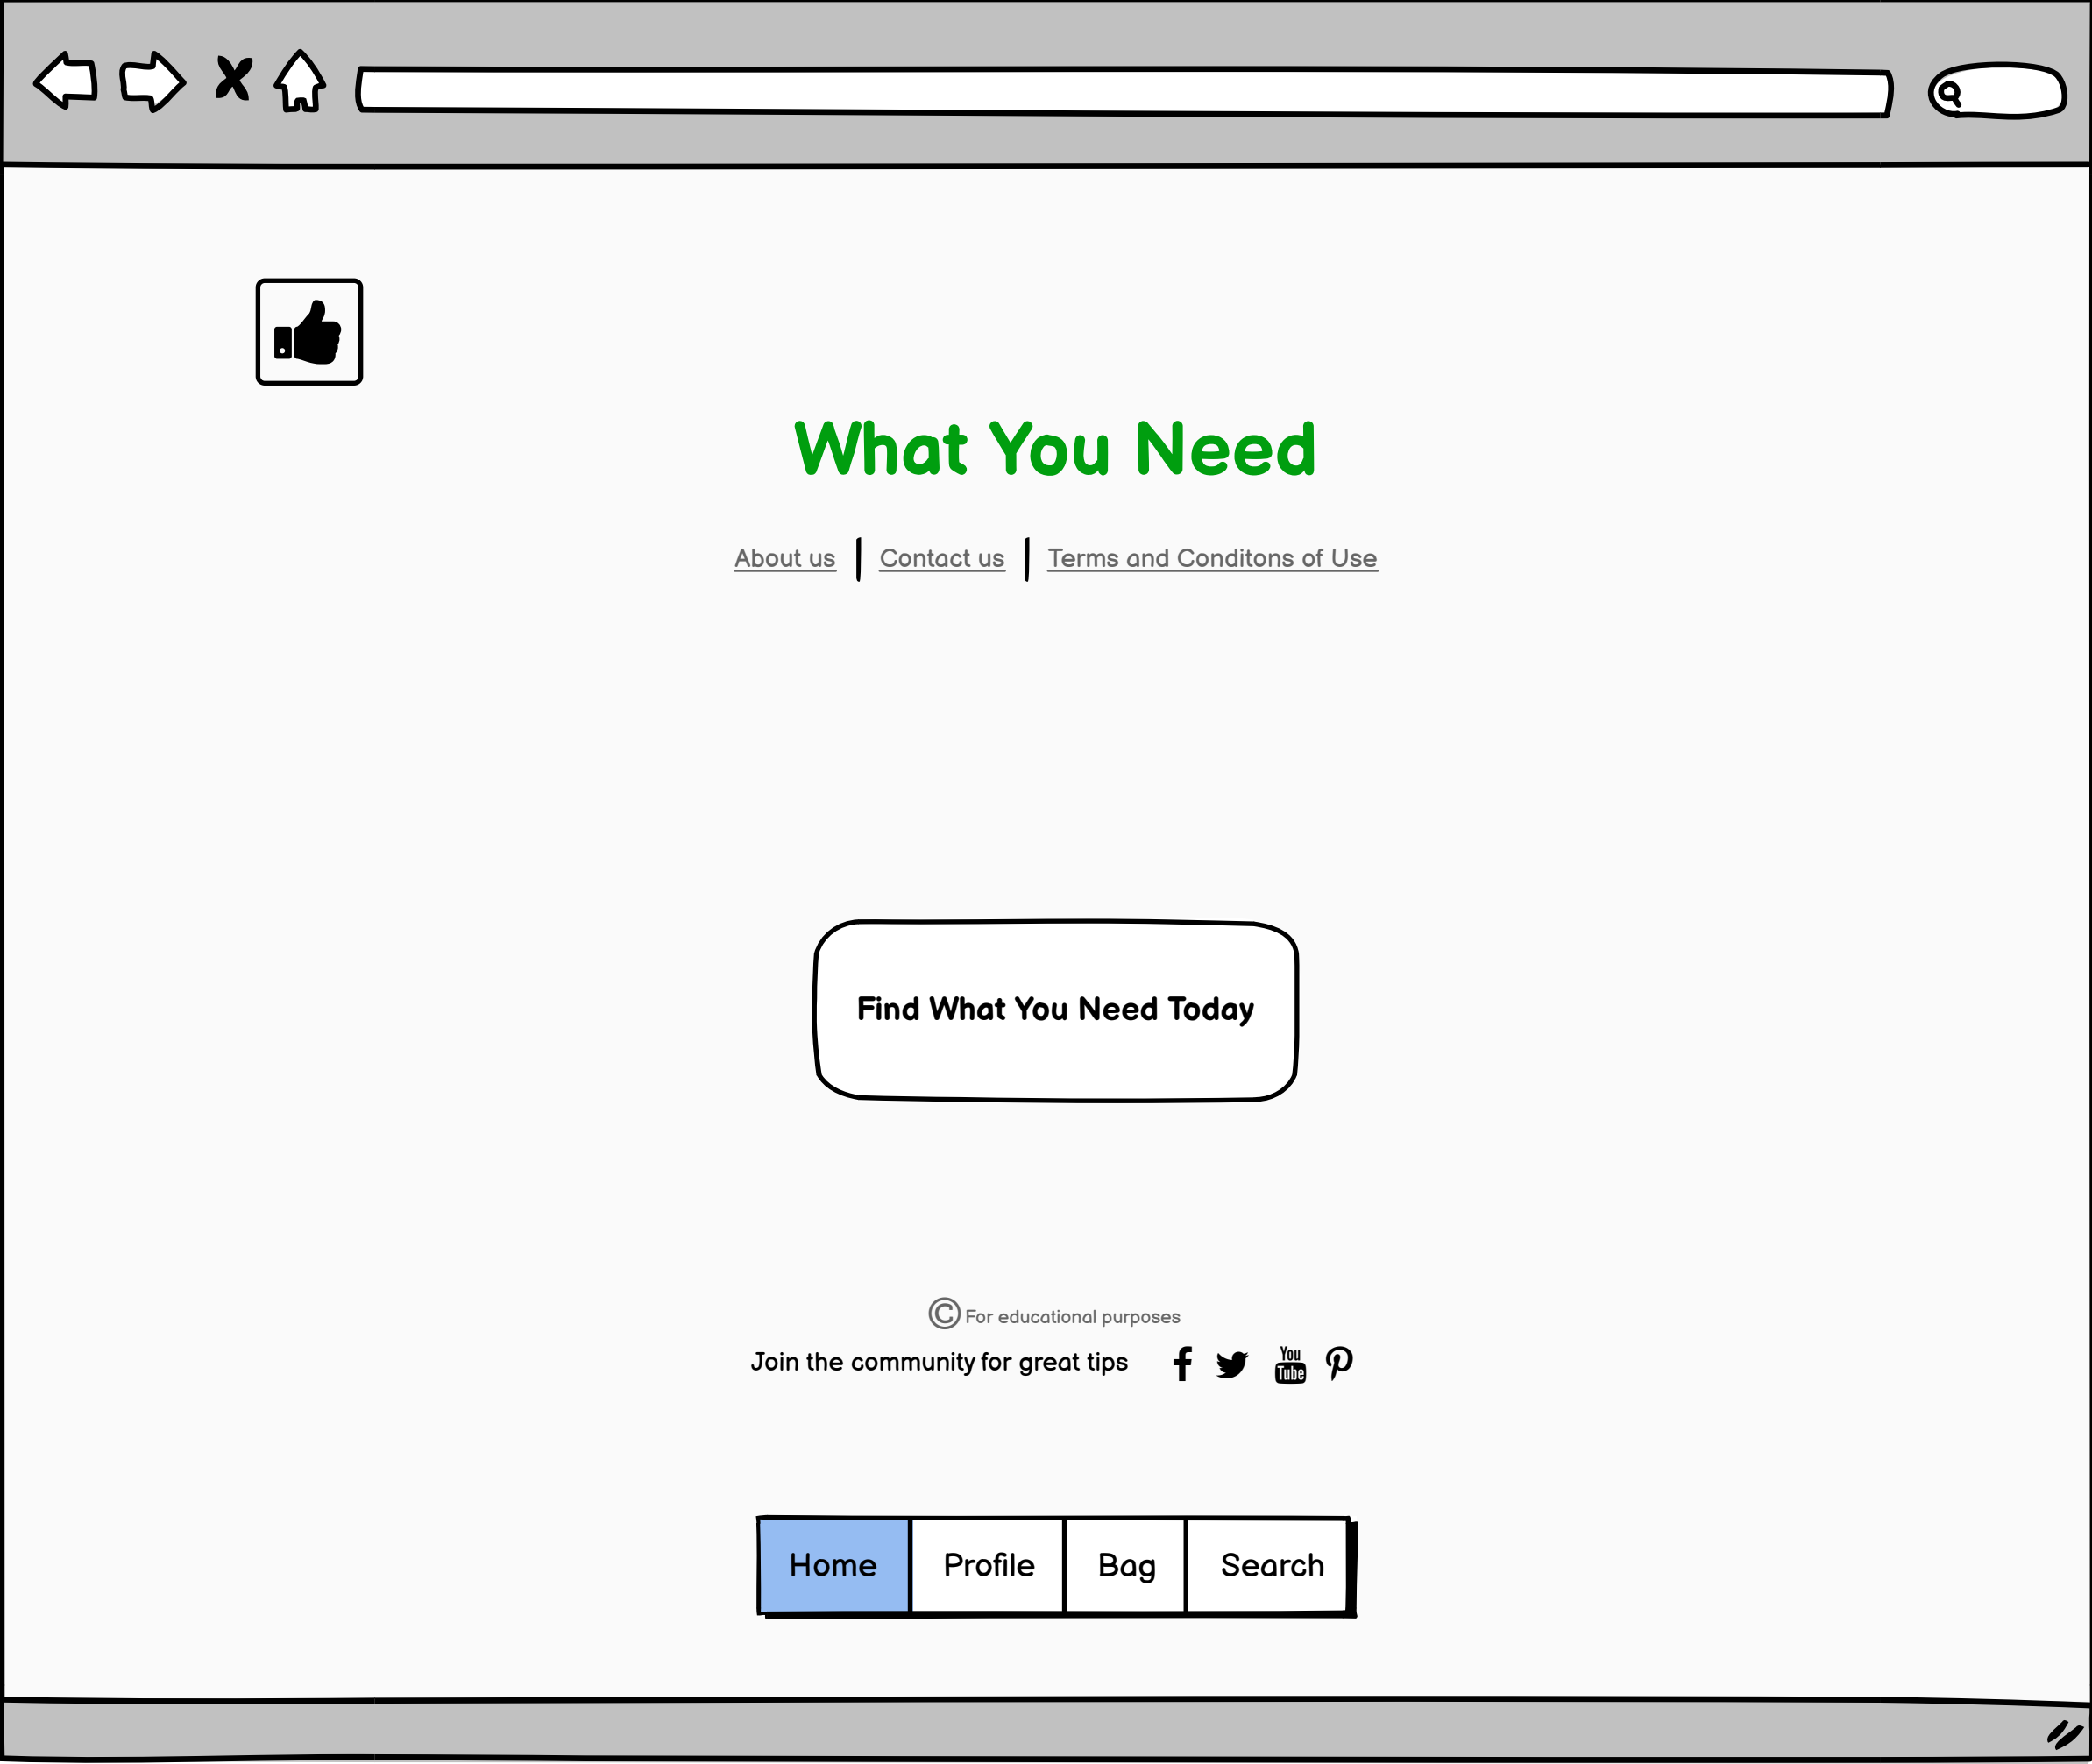 What You Need
About us | Contact us | Terms and Conditons of Use
Find What You Need Today
© For educational purposes
Join the community for great tips
You
Tube
Home Profile Bag Search